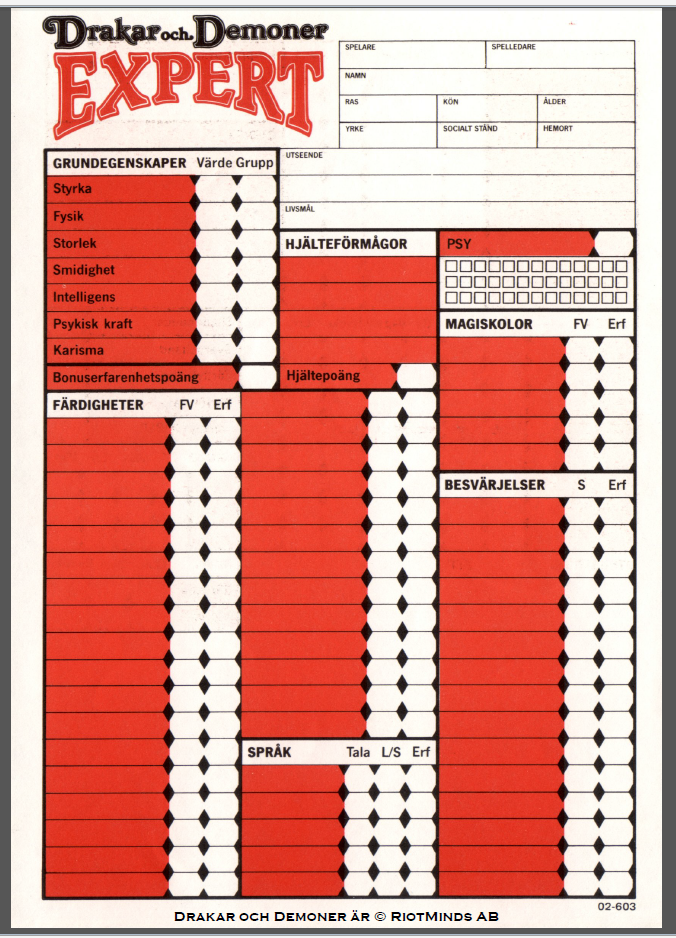 Drakar och Demoner
EXPERT
SPELARE
SPELLEDARE
NAMN
RAS
KÖN
ÅLDER
YRKE
SOCIALT STÅND
HEMORT
UTSEENDE
LIVSMÅL
GRUNDEGENSKAPER Värde Grupp
Styrka
Fysik
Storlek
Smidighet
Intelligens
Psykisk kraft
Karisma
Bonuserfarenhetspoäng
HJÄLTEFÖRMÅGOR
Hjältepoäng
PSY
MAGISKOLOR FV Erf
FÄRDIGHETER FV Erf
BESVÄRJELSER S Erf
SPRÅK Tala L/S Erf
02-603
DRAKAR OCH DEMONER ÄR © RIOTMINDS AB